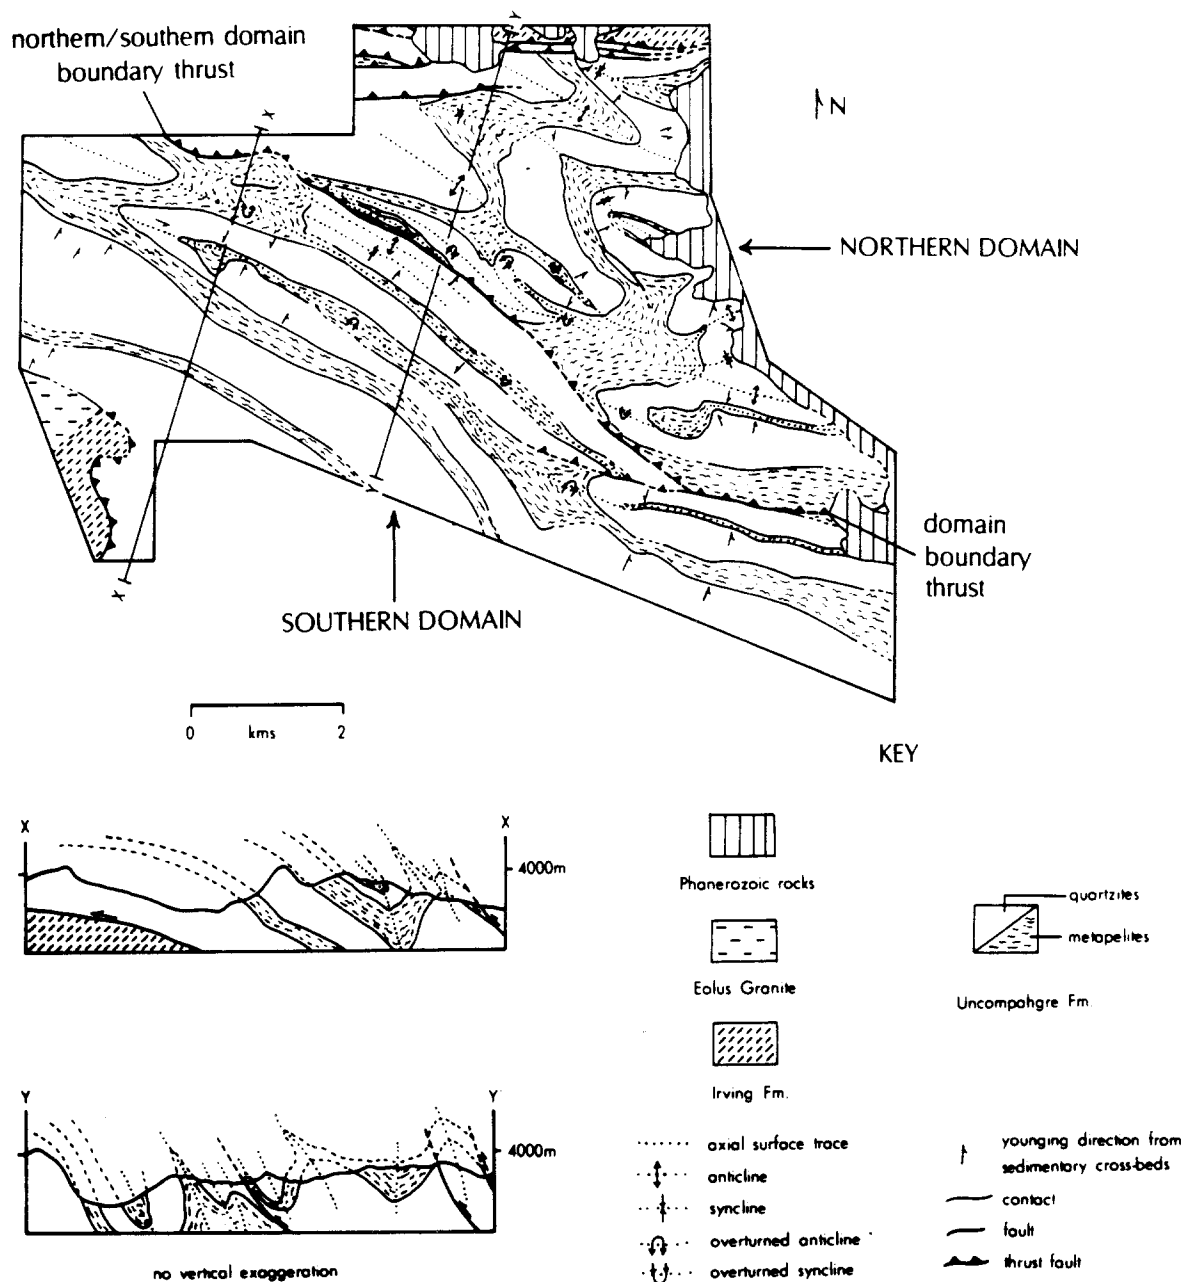 northern/southern domain
boundary thrust
Y
X
N
NORTHERN DOMAIN
Y
X
SOUTHERN DOMAIN
domain
boundary
thrust
0 kms 2
KEY
X X
4000m
Phanerozoic rocks
Eolus Granite
Irving Fm.
quartzites
metapelites
Uncompahgre Fm.
Y Y
4000m
no vertical exaggeration
axial surface trace
anticline
syncline
overturned anticline
overturned syncline
younging direction from
sedimentary cross-beds
contact
fault
thrust fault